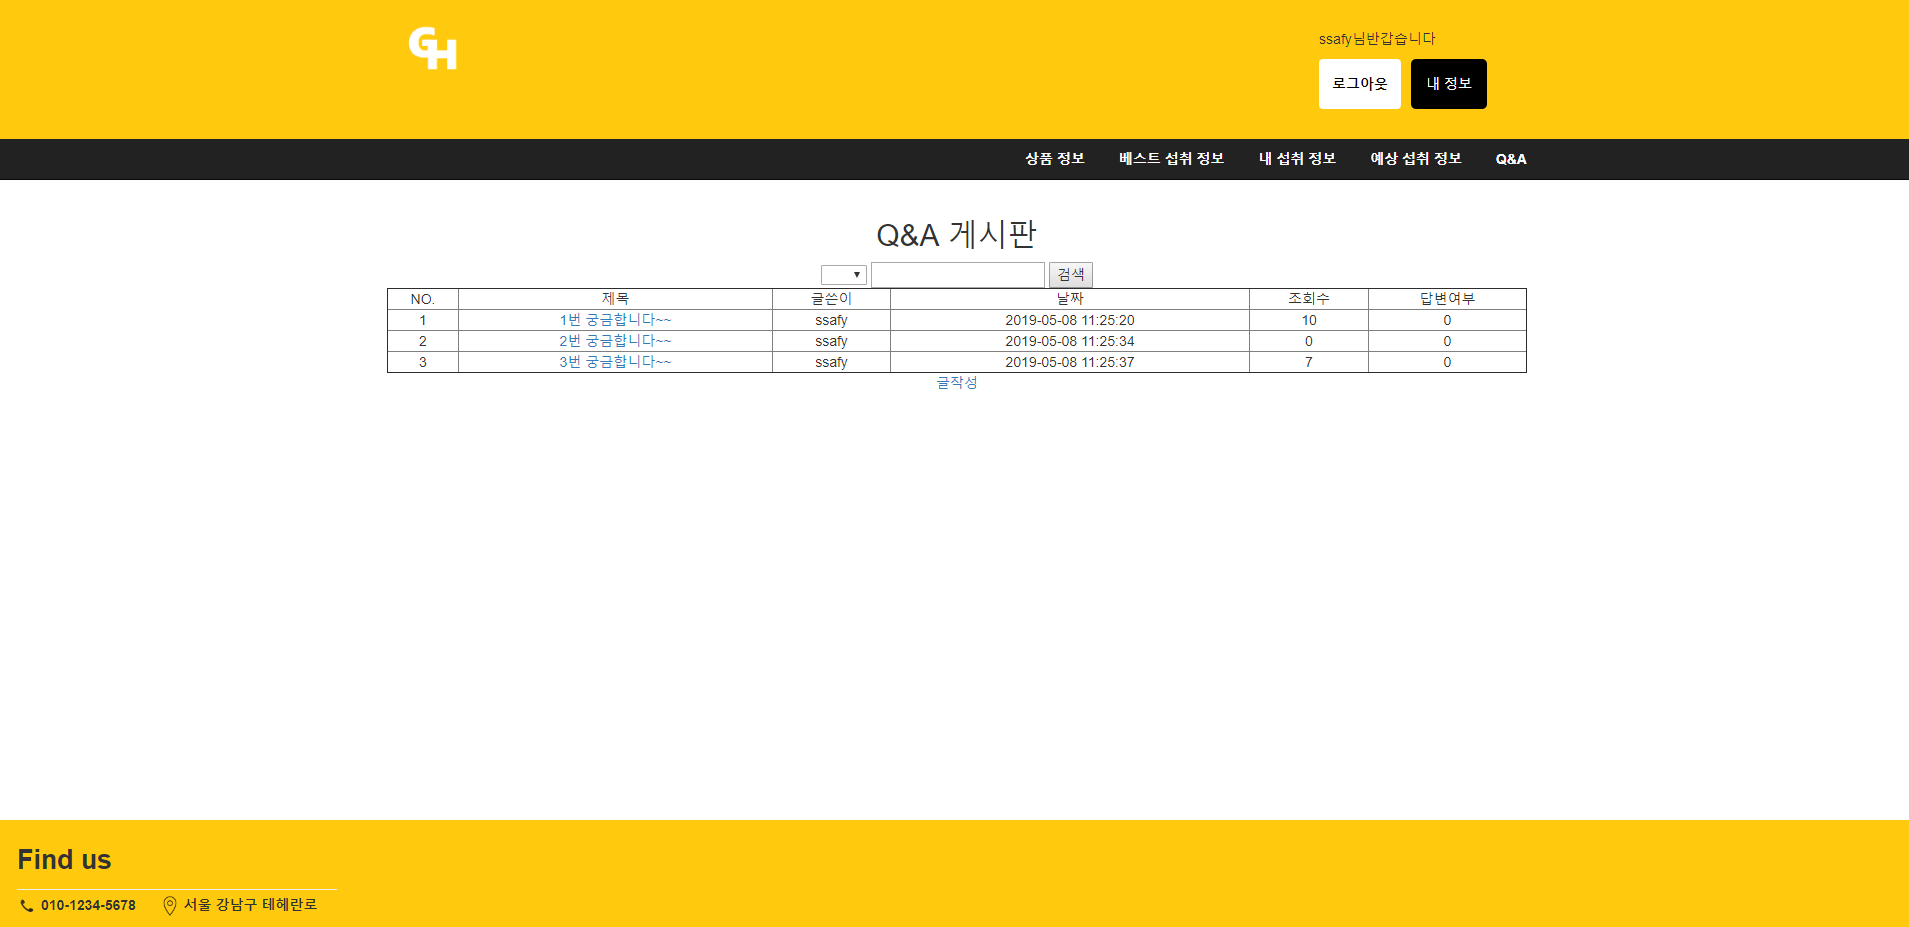 GH
ssafy님반갑습니다
로그아웃 내 정보
상품 정보 베스트 섭취 정보 내 섭취 정보 예상 섭취 정보 Q&A
Q&A 게시판
검색
NO. 제목 글쓴이 날짜 조회수 답변여부
1 1번 궁금합니다~~ ssafy 2019-05-08 11:25:20 10 0
2 2번 궁금합니다~~ ssafy 2019-05-08 11:25:34 0 0
3 3번 궁금합니다~~ ssafy 2019-05-08 11:25:37 7 0
글작성
Find us
010-1234-5678 서울 강남구 테헤란로